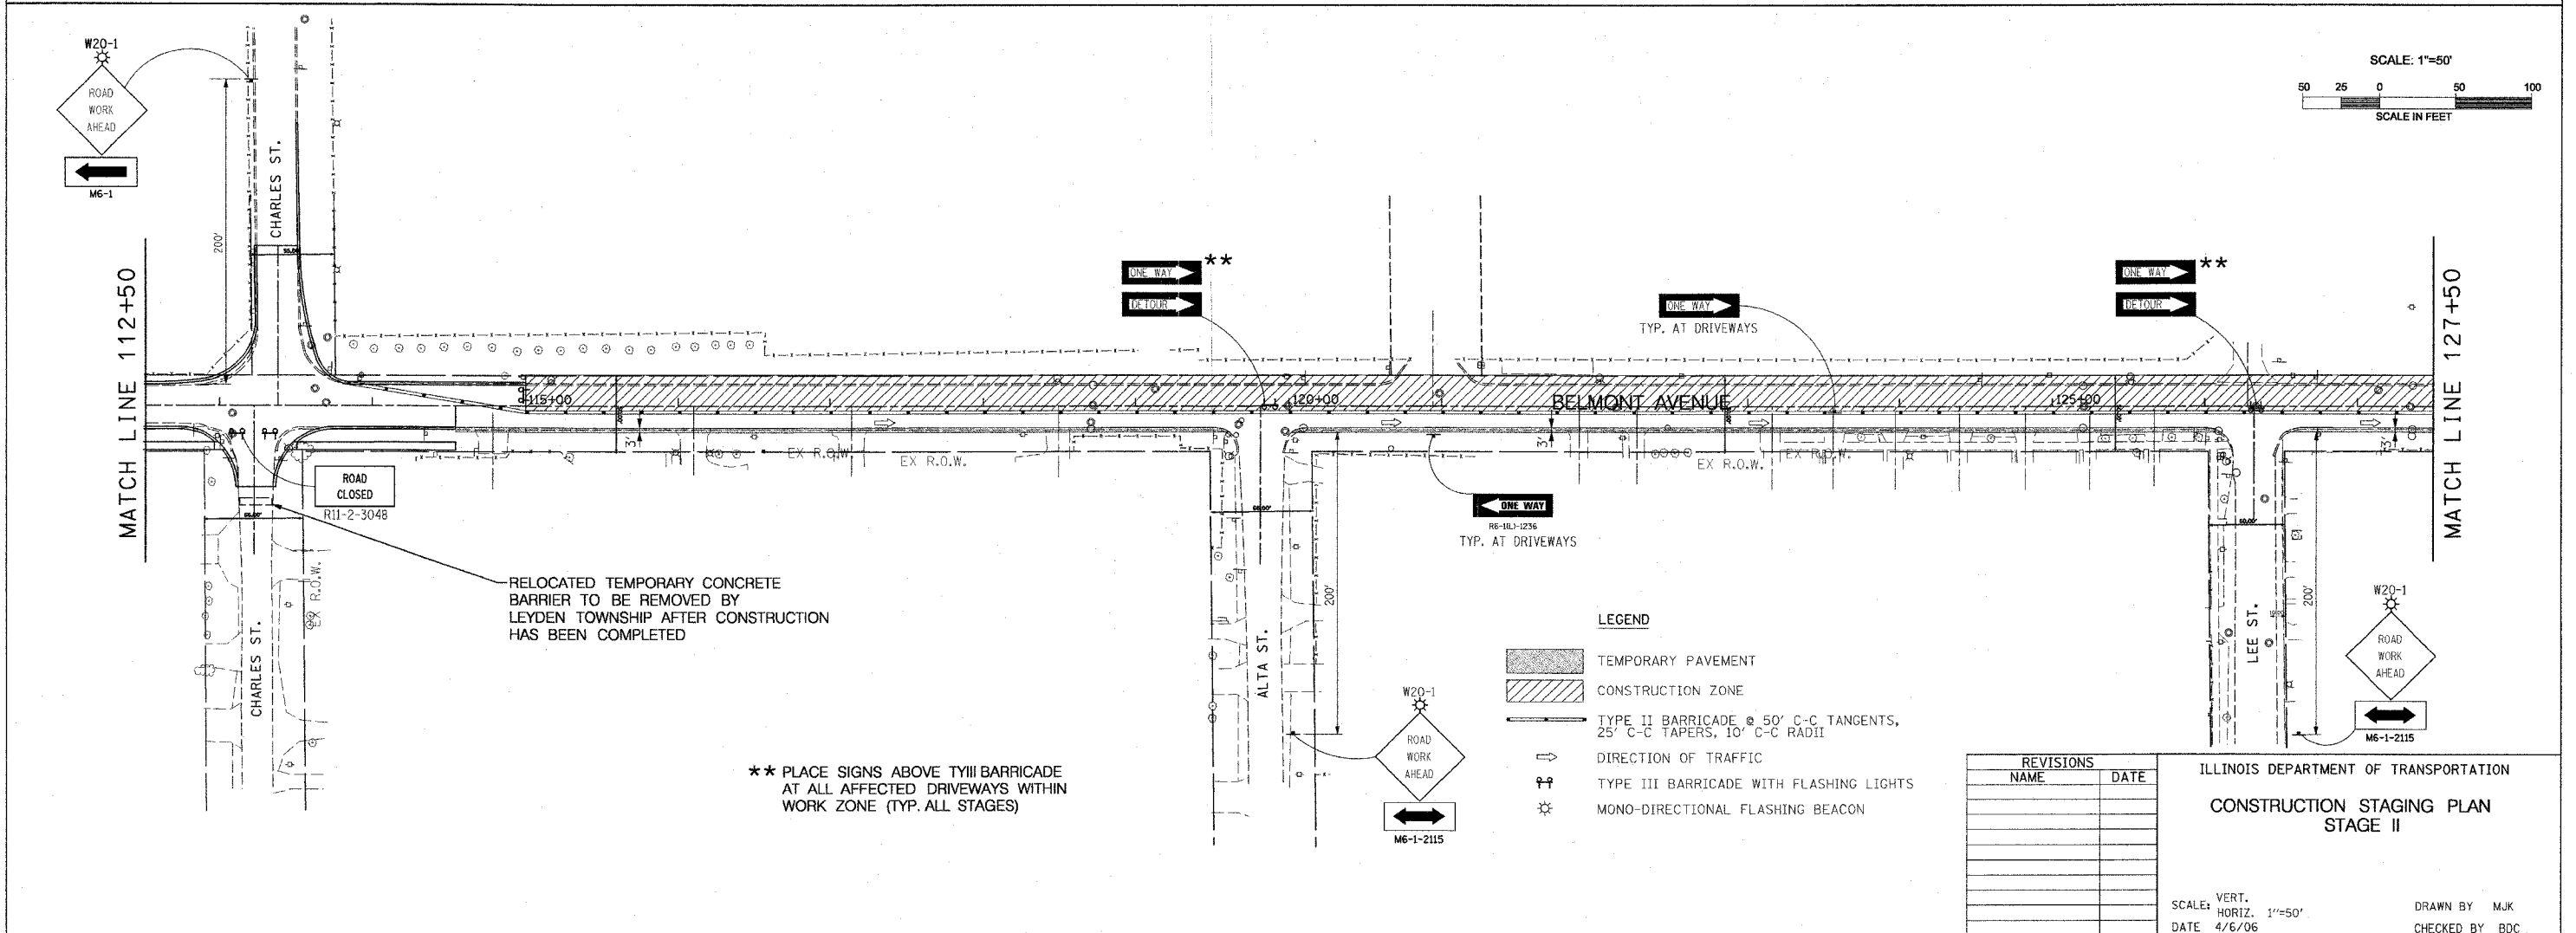 W20-1
ROAD
WORK
AHEAD
M6-1
200'
CHARLES ST.
MATCH LINE 112+50
ROAD
CLOSED
R11-2-3048
CHARLES ST.
EX R.O.W.
RELOCATED TEMPORARY CONCRETE
BARRIER TO BE REMOVED BY
LEYDEN TOWNSHIP AFTER CONSTRUCTION
HAS BEEN COMPLETED
115+00
3'
EX R.O.W.
EX R.O.W.
ONE WAY **
DETOUR
120+00
BELMONT AVENUE
125+00
3'
EX R.O.W.
EX R.O.W.
3'
ONE WAY
TYP. AT DRIVEWAYS
ONE WAY **
DETOUR
ONE WAY
R6-1(L)-1236
TYP. AT DRIVEWAYS
ALTA ST.
200'
W20-1
ROAD
WORK
AHEAD
M6-1-2115
LEE ST.
200'
W20-1
ROAD
WORK
AHEAD
M6-1-2115
MATCH LINE 127+50
SCALE: 1"=50'
50 25 0 50 100
SCALE IN FEET
** PLACE SIGNS ABOVE TYIII BARRICADE
AT ALL AFFECTED DRIVEWAYS WITHIN
WORK ZONE (TYP. ALL STAGES)
LEGEND
TEMPORARY PAVEMENT
CONSTRUCTION ZONE
TYPE II BARRICADE @ 50' C-C TANGENTS,
25' C-C TAPERS, 10' C-C RADII
DIRECTION OF TRAFFIC
TYPE III BARRICADE WITH FLASHING LIGHTS
MONO-DIRECTIONAL FLASHING BEACON
REVISIONS
NAME DATE
ILLINOIS DEPARTMENT OF TRANSPORTATION
CONSTRUCTION STAGING PLAN
STAGE II
SCALE: VERT.
HORIZ. 1"=50'
DATE 4/6/06
DRAWN BY MJK
CHECKED BY BDC